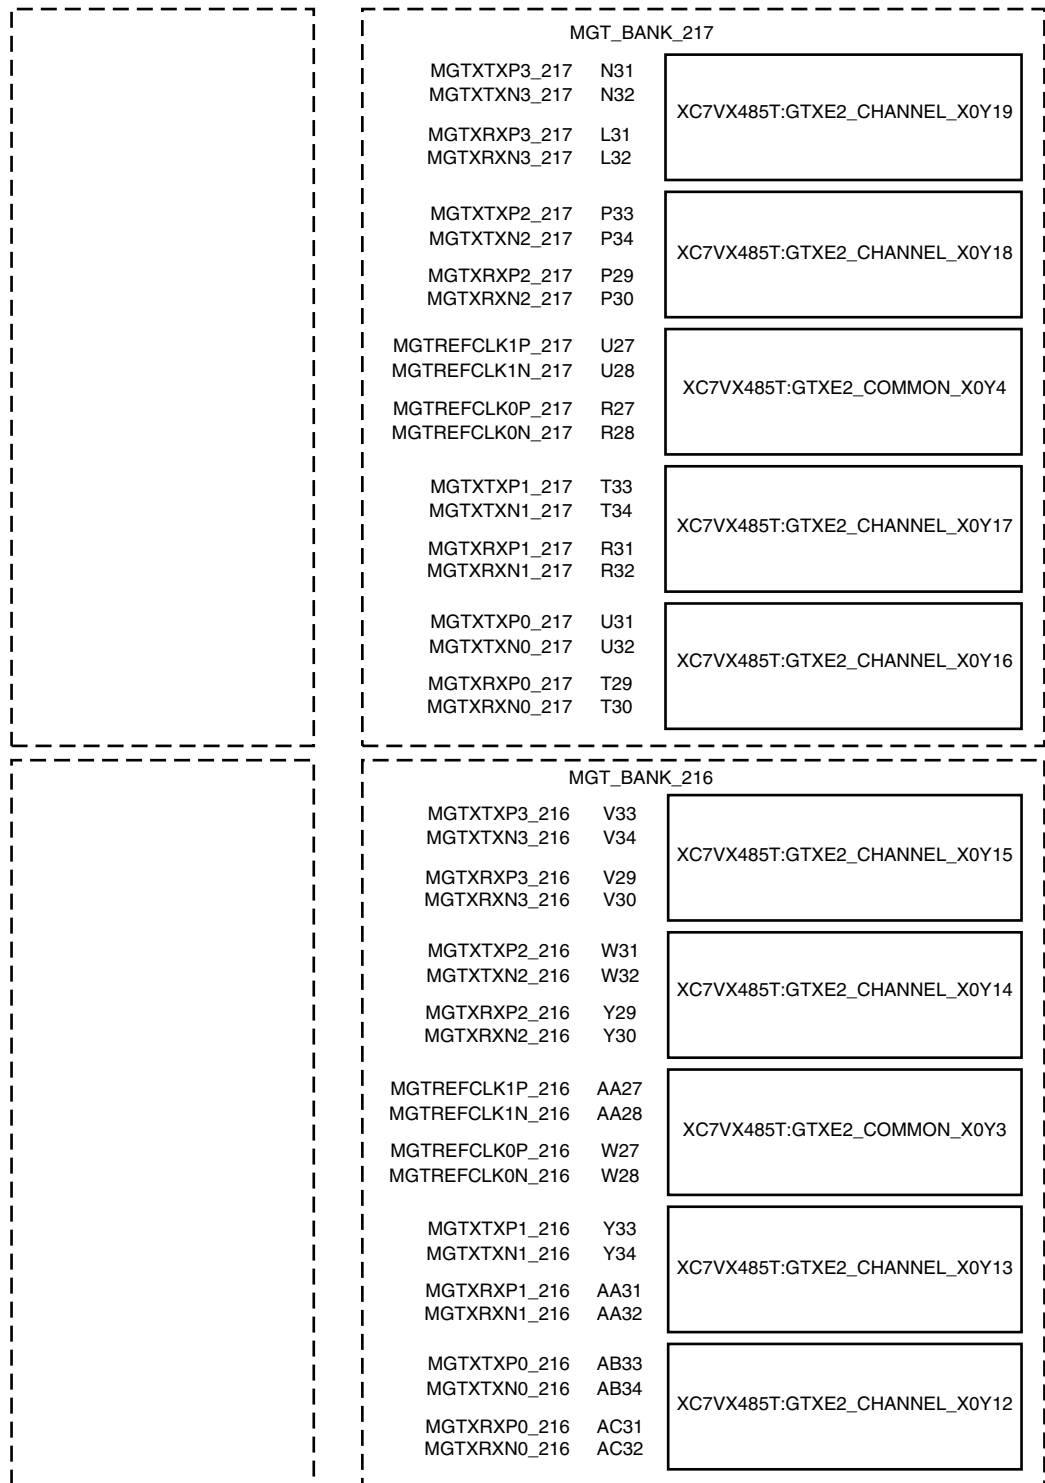 MGT_BANK_217
MGTXTXP3_217 N31
MGTXTXN3_217 N32
XC7VX485T:GTXE2_CHANNEL_X0Y19
MGTXRXP3_217 L31
MGTXRXN3_217 L32
MGTXTXP2_217 P33
MGTXTXN2_217 P34
XC7VX485T:GTXE2_CHANNEL_X0Y18
MGTXRXP2_217 P29
MGTXRXN2_217 P30
MGTREFCLK1P_217 U27
MGTREFCLK1N_217 U28
XC7VX485T:GTXE2_COMMON_X0Y4
MGTREFCLK0P_217 R27
MGTREFCLK0N_217 R28
MGTXTXP1_217 T33
MGTXTXN1_217 T34
XC7VX485T:GTXE2_CHANNEL_X0Y17
MGTXRXP1_217 R31
MGTXRXN1_217 R32
MGTXTXP0_217 U31
MGTXTXN0_217 U32
XC7VX485T:GTXE2_CHANNEL_X0Y16
MGTXRXP0_217 T29
MGTXRXN0_217 T30
MGT_BANK_216
MGTXTXP3_216 V33
MGTXTXN3_216 V34
XC7VX485T:GTXE2_CHANNEL_X0Y15
MGTXRXP3_216 V29
MGTXRXN3_216 V30
MGTXTXP2_216 W31
MGTXTXN2_216 W32
XC7VX485T:GTXE2_CHANNEL_X0Y14
MGTXRXP2_216 Y29
MGTXRXN2_216 Y30
MGTREFCLK1P_216 AA27
MGTREFCLK1N_216 AA28
XC7VX485T:GTXE2_COMMON_X0Y3
MGTREFCLK0P_216 W27
MGTREFCLK0N_216 W28
MGTXTXP1_216 Y33
MGTXTXN1_216 Y34
XC7VX485T:GTXE2_CHANNEL_X0Y13
MGTXRXP1_216 AA31
MGTXRXN1_216 AA32
MGTXTXP0_216 AB33
MGTXTXN0_216 AB34
XC7VX485T:GTXE2_CHANNEL_X0Y12
MGTXRXP0_216 AC31
MGTXRXN0_216 AC32